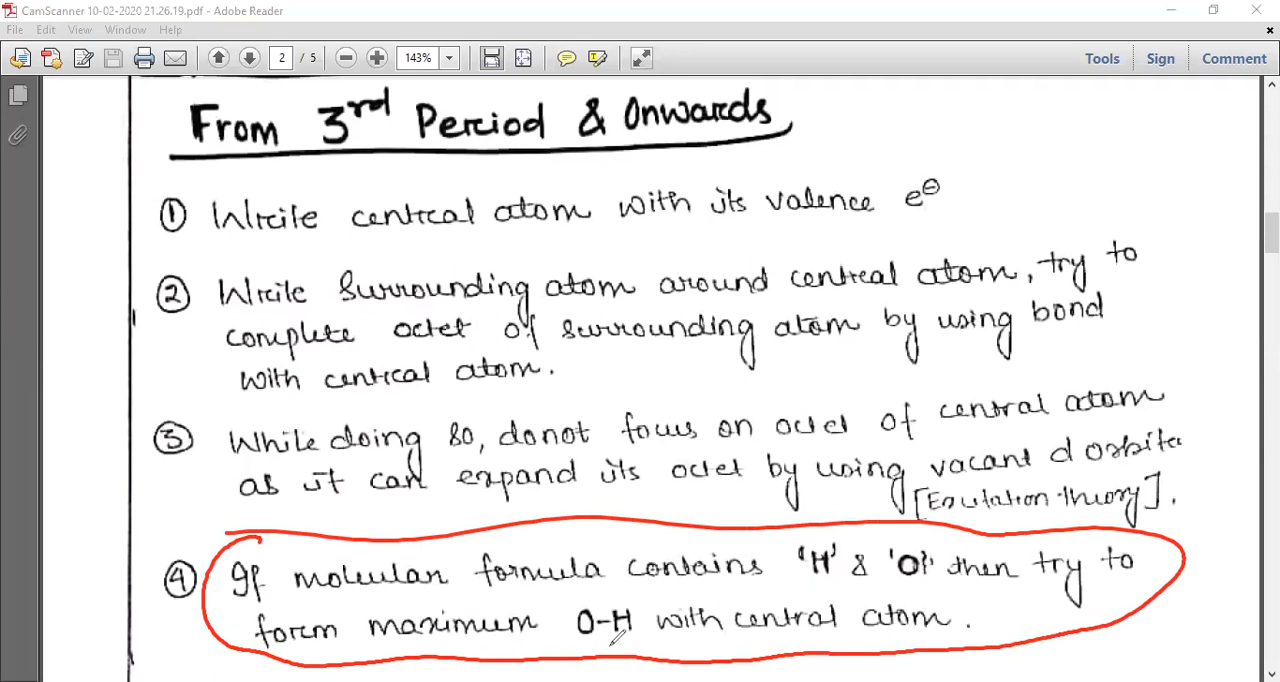 CamScanner 10-02-2020 21.26.19.pdf - Adobe Reader
File Edit View Window Help
2 / 5 143% Tools Sign Comment
From 3rd Period & Onwards
① Write central atom with its valence e⊖
② Write Surrounding atom around central atom, try to
complete octet of surrounding atom by using bond
with central atom.
③ While doing so, donot focus on octet of central atom
as it can expand its octet by using vacant d orbita
[Exitation theory].
④ If molecular formula contains 'H' & 'O' then try to
form maximum O-H with central atom.